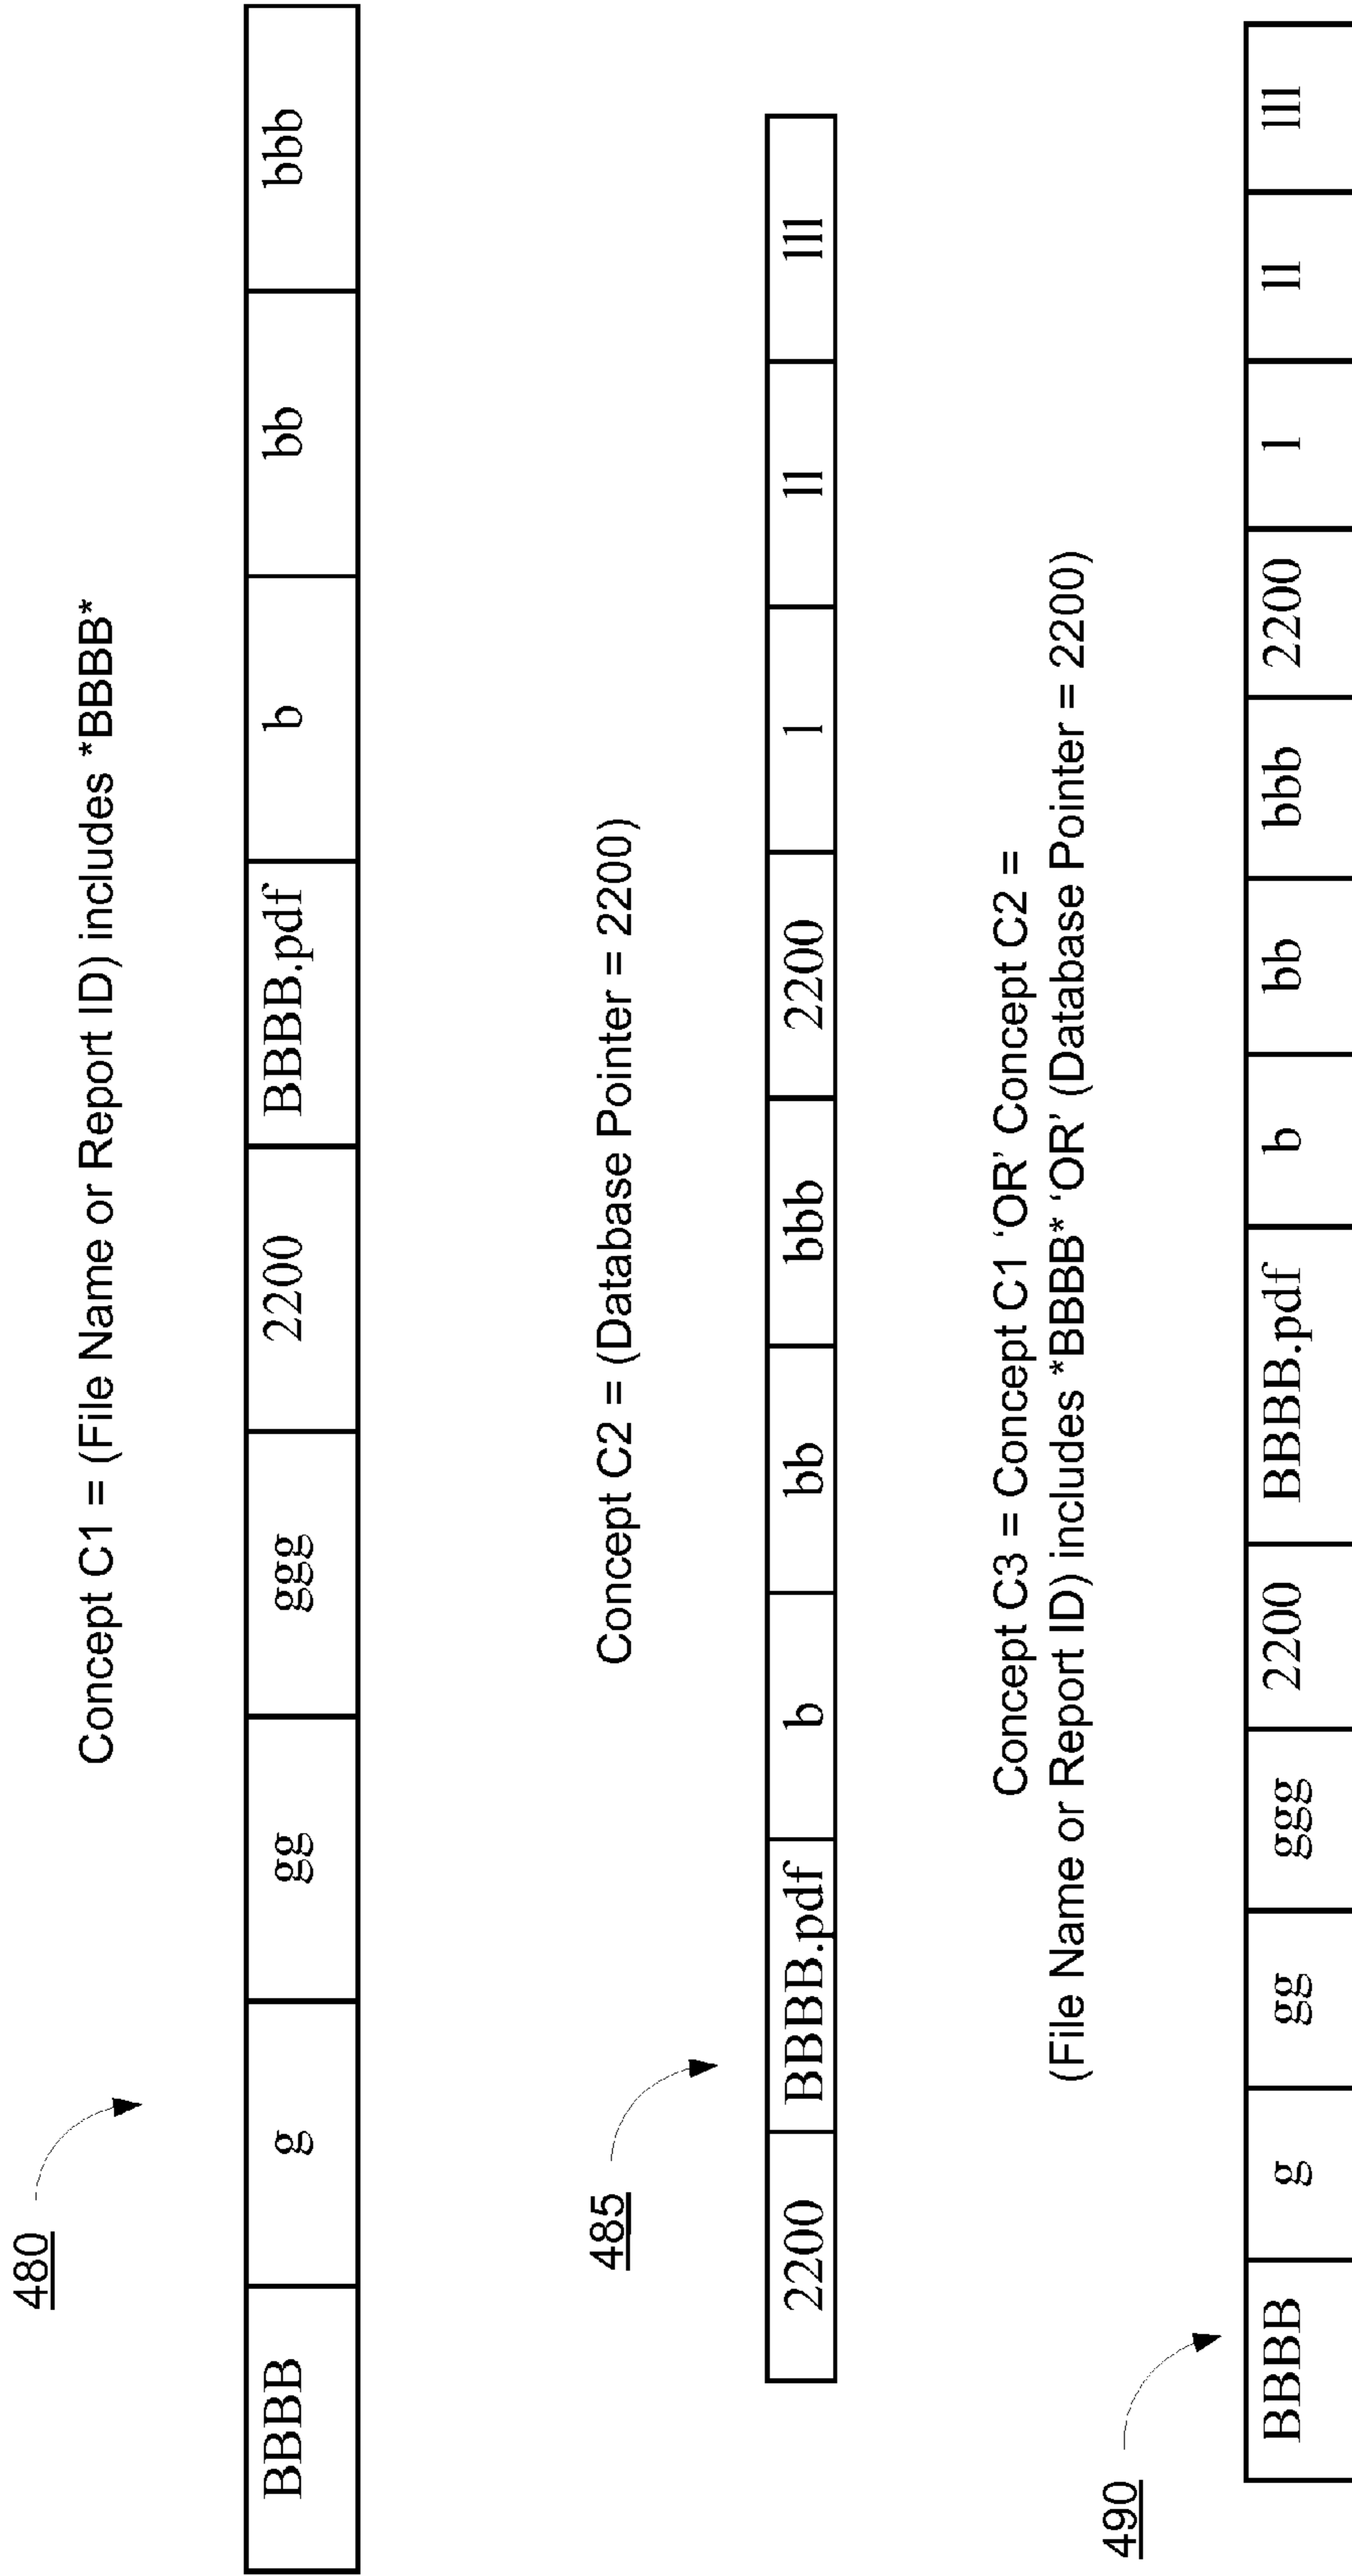 480
Concept C1 = (File Name or Report ID) includes *BBBB*
BBBB g gg ggg 2200 BBBB.pdf b bb bbb
485
Concept C2 = (Database Pointer = 2200)
2200 BBBB.pdf b bb bbb 2200 l ll lll
490
Concept C3 = Concept C1 ‘OR’ Concept C2 =
(File Name or Report ID) includes *BBBB* ‘OR’ (Database Pointer = 2200)
BBBB g gg ggg 2200 BBBB.pdf b bb bbb 2200 l ll lll